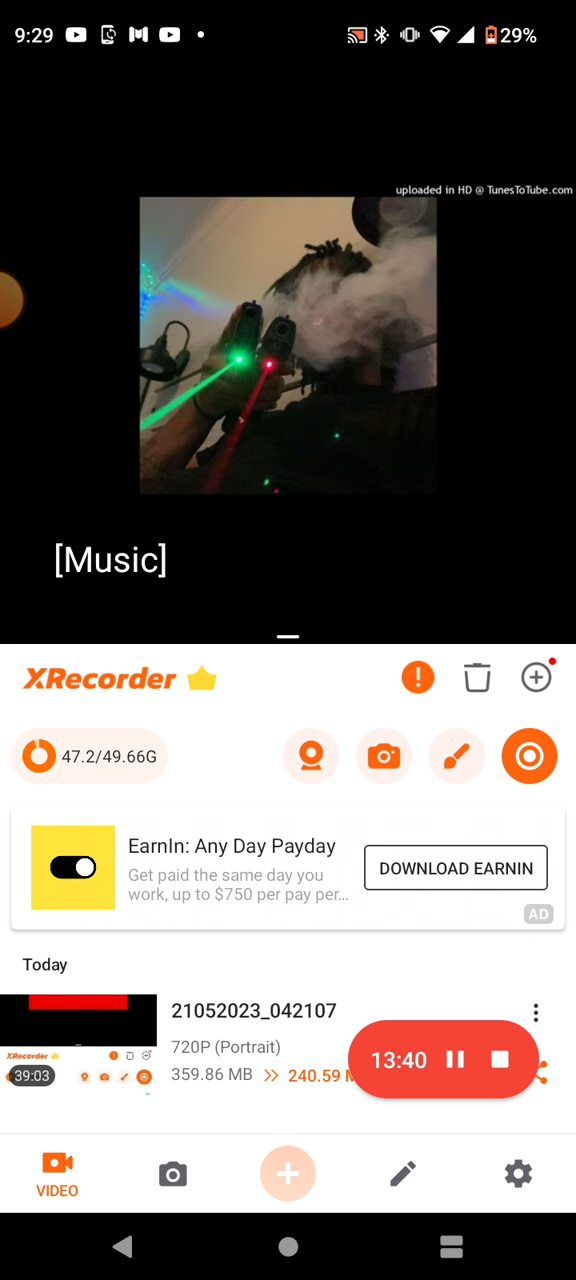 9:29
29%
uploaded in HD @ TunesToTube.com
[Music]
XRecorder
47.2/49.66G
EarnIn: Any Day Payday
Get paid the same day you
work, up to $750 per pay per...
DOWNLOAD EARNIN
AD
Today
21052023_042107
720P (Portrait)
359.86 MB >> 240.59 M
13:40
XRecorder
39:03
VIDEO